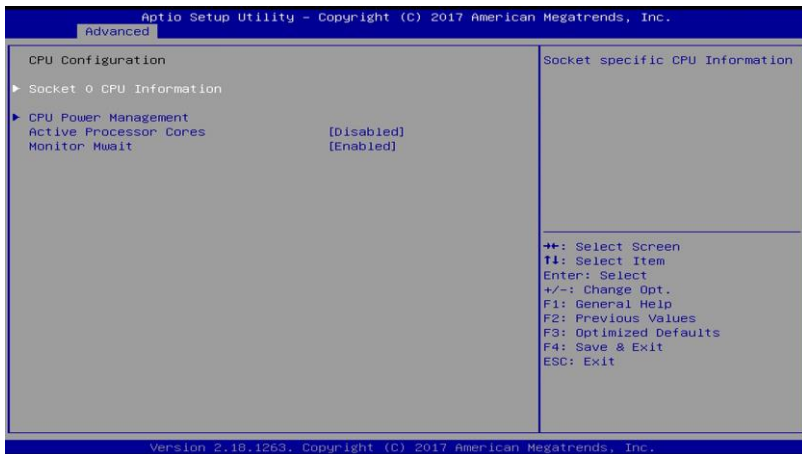 Aptio Setup Utility – Copyright (C) 2017 American Megatrends, Inc.
Advanced
CPU Configuration
▶ Socket 0 CPU Information
▶ CPU Power Management
Active Processor Cores [Disabled]
Monitor Mwait [Enabled]
Socket specific CPU Information
→←: Select Screen
↑↓: Select Item
Enter: Select
+/-: Change Opt.
F1: General Help
F2: Previous Values
F3: Optimized Defaults
F4: Save & Exit
ESC: Exit
Version 2.18.1263. Copyright (C) 2017 American Megatrends, Inc.